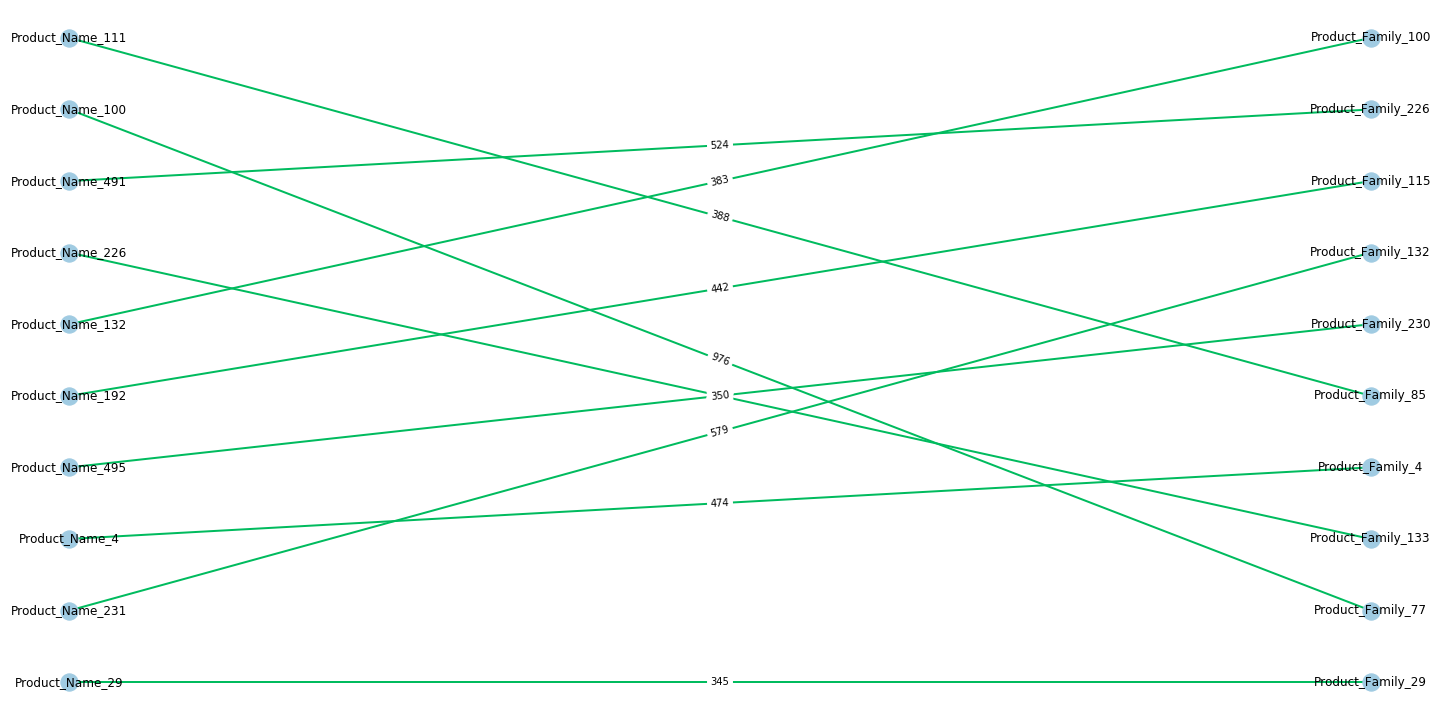 Product_Name_111
Product_Name_100
Product_Name_491
Product_Name_226
Product_Name_132
Product_Name_192
Product_Name_495
Product_Name_4
Product_Name_231
Product_Name_29
524
383
388
442
976
350
579
474
345
Product_Family_100
Product_Family_226
Product_Family_115
Product_Family_132
Product_Family_230
Product_Family_85
Product_Family_4
Product_Family_133
Product_Family_77
Product_Family_29